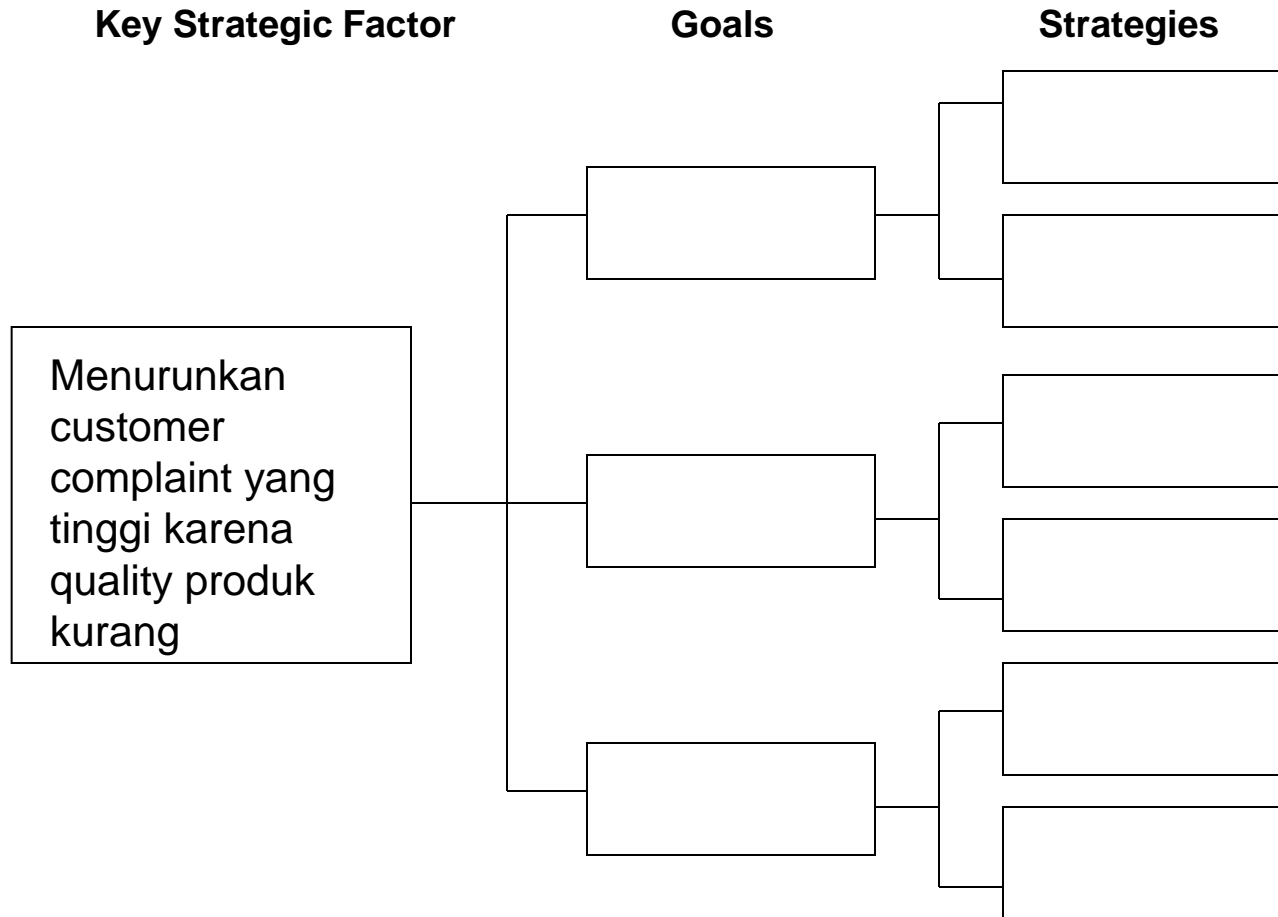 Key Strategic Factor Goals Strategies
Menurunkan
customer
complaint yang
tinggi karena
quality produk
kurang